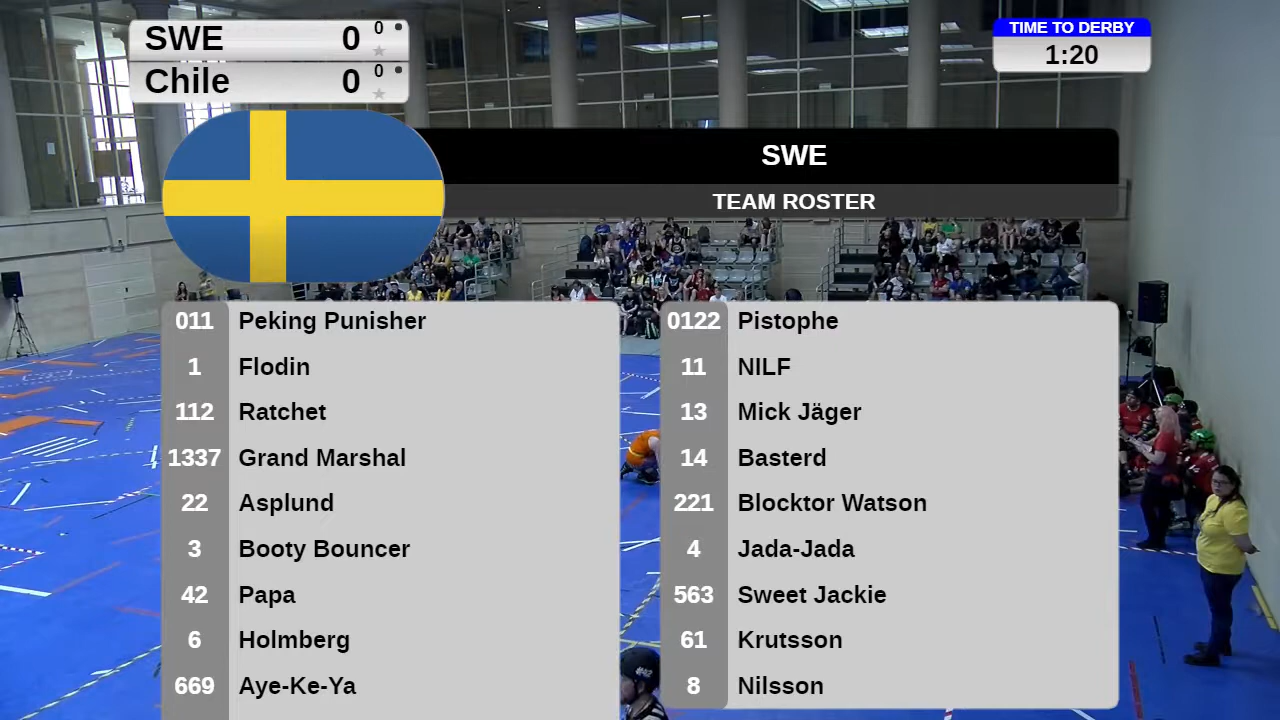 SWE 0 0
Chile 0 0
TIME TO DERBY
1:20
SWE
TEAM ROSTER
011 Peking Punisher
1 Flodin
112 Ratchet
1337 Grand Marshal
22 Asplund
3 Booty Bouncer
42 Papa
6 Holmberg
669 Aye-Ke-Ya
0122 Pistophe
11 NILF
13 Mick Jäger
14 Basterd
221 Blocktor Watson
4 Jada-Jada
563 Sweet Jackie
61 Krutsson
8 Nilsson